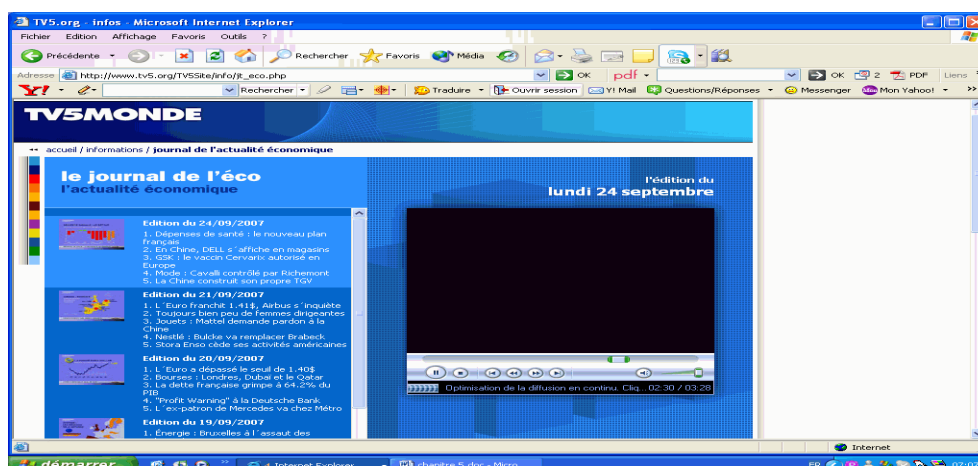 TV5.org - infos - Microsoft Internet Explorer
Fichier Edition Affichage Favoris Outils ?
Précédente Rechercher Favoris Média
Adresse http://www.tv5.org/TV5Site/info/jt_eco.php OK pdf OK 2 PDF Liens
Y! Rechercher Traduire Ouvrir session Y! Mail Questions/Réponses Messenger Mon Yahoo! »
TV5MONDE
accueil / informations / journal de l'actualité économique
le journal de l'éco
l'actualité économique
l'édition du
lundi 24 septembre
Edition du 24/09/2007
1. Dépenses de santé : le nouveau plan
français
2. En Chine, DELL s´affiche en magasins
3. GSK : le vaccin Cervarix autorisé en
Europe
4. Mode : Cavalli contrôlé par Richemont
5. La Chine construit son propre TGV
Edition du 21/09/2007
1. L´Euro franchit 1.41$, Airbus s´inquiète
2. Toujours bien peu de femmes dirigeantes
3. Jouets : Mattel demande pardon à la
Chine
4. Nestlé : Bulcke va remplacer Brabeck
5. Stora Enso cède ses activités américaines
Edition du 20/09/2007
1. L´Euro a dépassé le seuil de 1.40$
2. Bourses : Londres, Dubaï et le Qatar
3. La dette française grimpe à 64.2% du
PIB
4. "Profit Warning" à la Deutsche Bank
5. L´ex-patron de Mercedes va chez Métro
Edition du 19/09/2007
1. Énergie : Bruxelles à l´assaut des
Optimisation de la diffusion en continu. Cliq... 02:30 / 03:28
Internet
démarrer 4 Internet Explorer chapitre 5.doc - Micro... FR 07:03